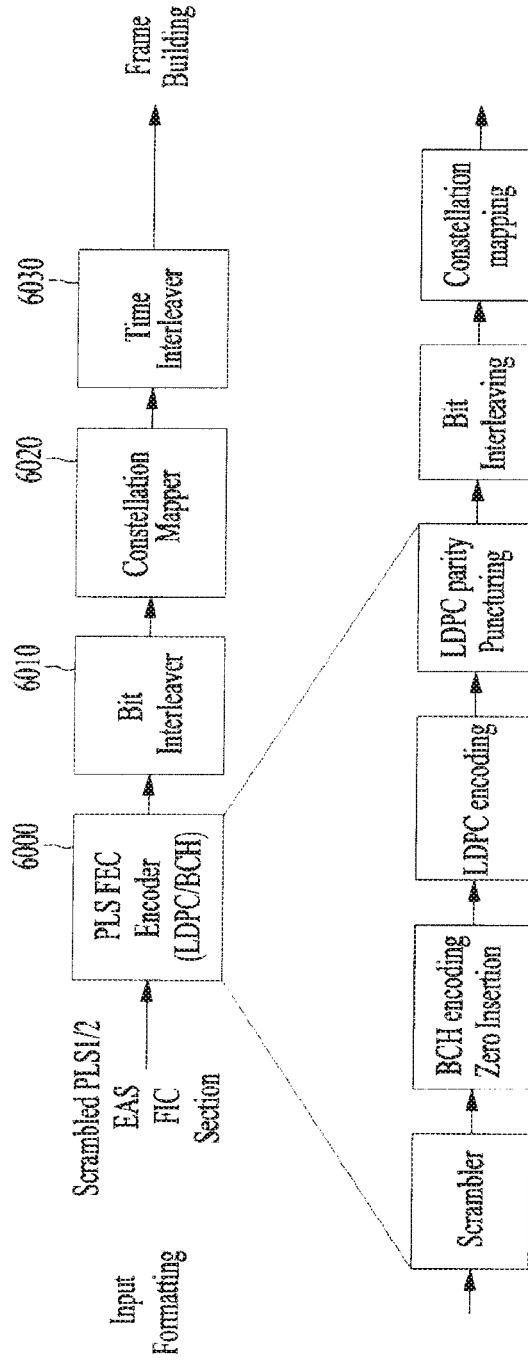 Input
Formatting
Scrambled PLS1/2
EAS
FIC
Section
6000
PLS FEC
Encoder
(LDPC/BCH)
6010
Bit
Interleaver
6020
Constellation
Mapper
6030
Time
Interleaver
Frame
Building
Scrambler
BCH encoding
Zero Insertion
LDPC encoding
LDPC parity
Puncturing
Bit
Interleaving
Constellation
mapping